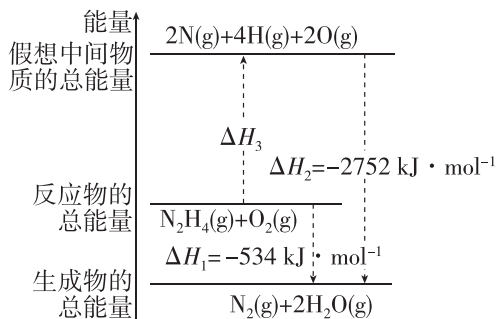 能量
2N(g)+4H(g)+2O(g)
假想中间物
质的总能量
ΔH₃
ΔH₂=−2752 kJ·mol⁻¹
反应物的
总能量
N₂H₄(g)+O₂(g)
ΔH₁=−534 kJ·mol⁻¹
生成物的
总能量
N₂(g)+2H₂O(g)